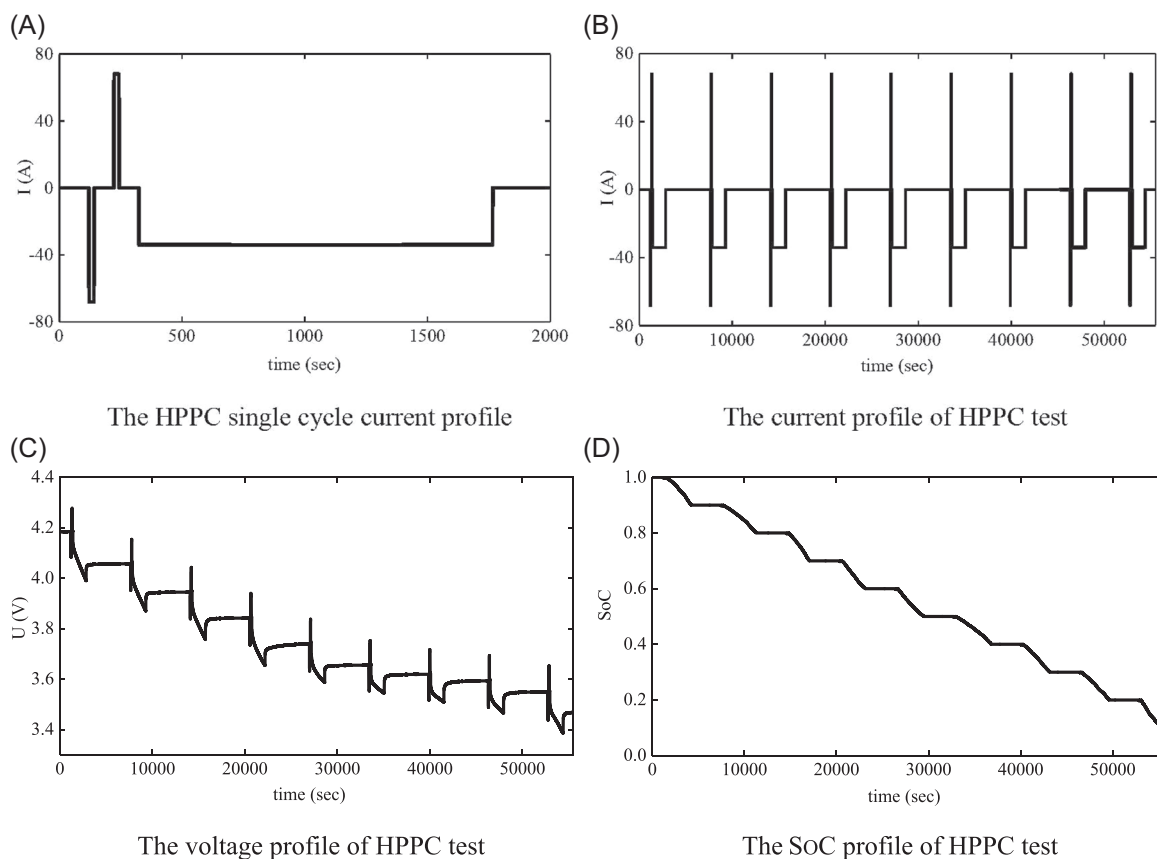 (A)
80
40
0
-40
-80
I (A)
0 500 1000 1500 2000
time (sec)
The HPPC single cycle current profile
(B)
80
40
0
-40
-80
I (A)
0 10000 20000 30000 40000 50000
time (sec)
The current profile of HPPC test
(C)
4.4
4.2
4.0
3.8
3.6
3.4
U (V)
0 10000 20000 30000 40000 50000
time (sec)
The voltage profile of HPPC test
(D)
1.0
0.8
0.6
0.4
0.2
0.0
SoC
0 10000 20000 30000 40000 50000
time (sec)
The SOC profile of HPPC test